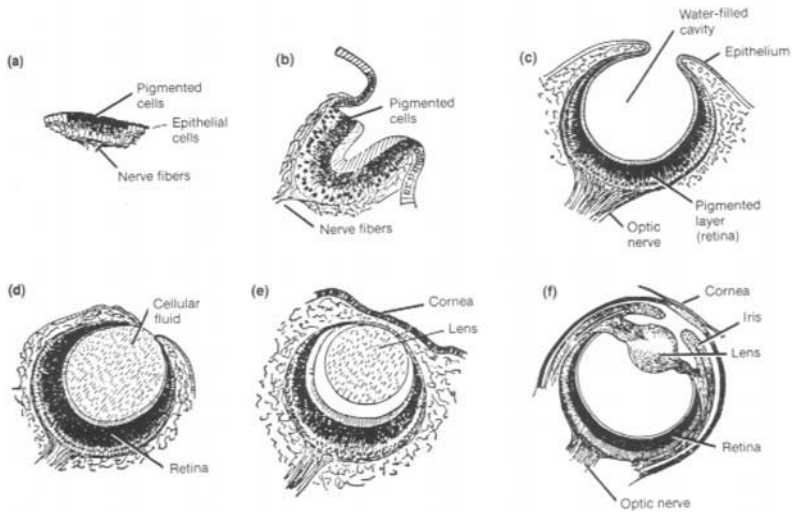 (a)
Pigmented
cells
Epithelial
cells
Nerve fibers
(b)
Pigmented
cells
Nerve fibers
(c)
Water-filled
cavity
Epithelium
Optic
nerve
Pigmented
layer
(retina)
(d)
Cellular
fluid
Retina
(e)
Cornea
Lens
(f)
Cornea
Iris
Lens
Retina
Optic nerve